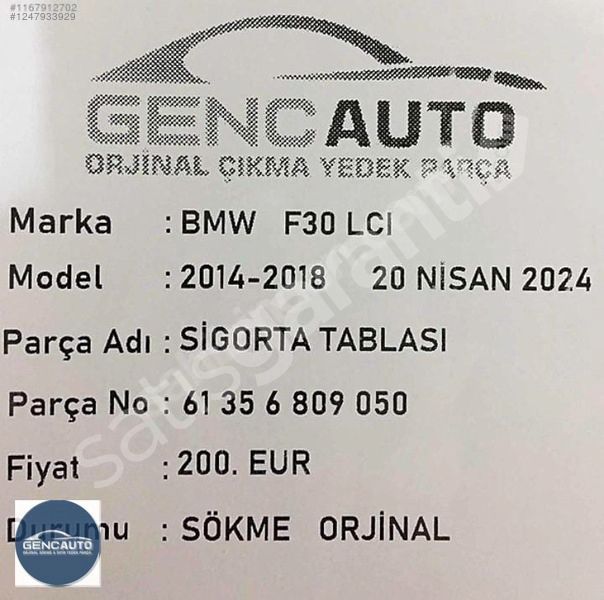 #1167912702
#1247933929
GENCAUTO
ORJİNAL ÇIKMA YEDEK PARÇA
Marka : BMW F30 LCI
Model : 2014-2018 20 NİSAN 2024
Parça Adı : SİGORTA TABLASI
Parça No : 61 35 6 809 050
Fiyat : 200. EUR
Durumu : SÖKME ORJİNAL
GENCAUTO